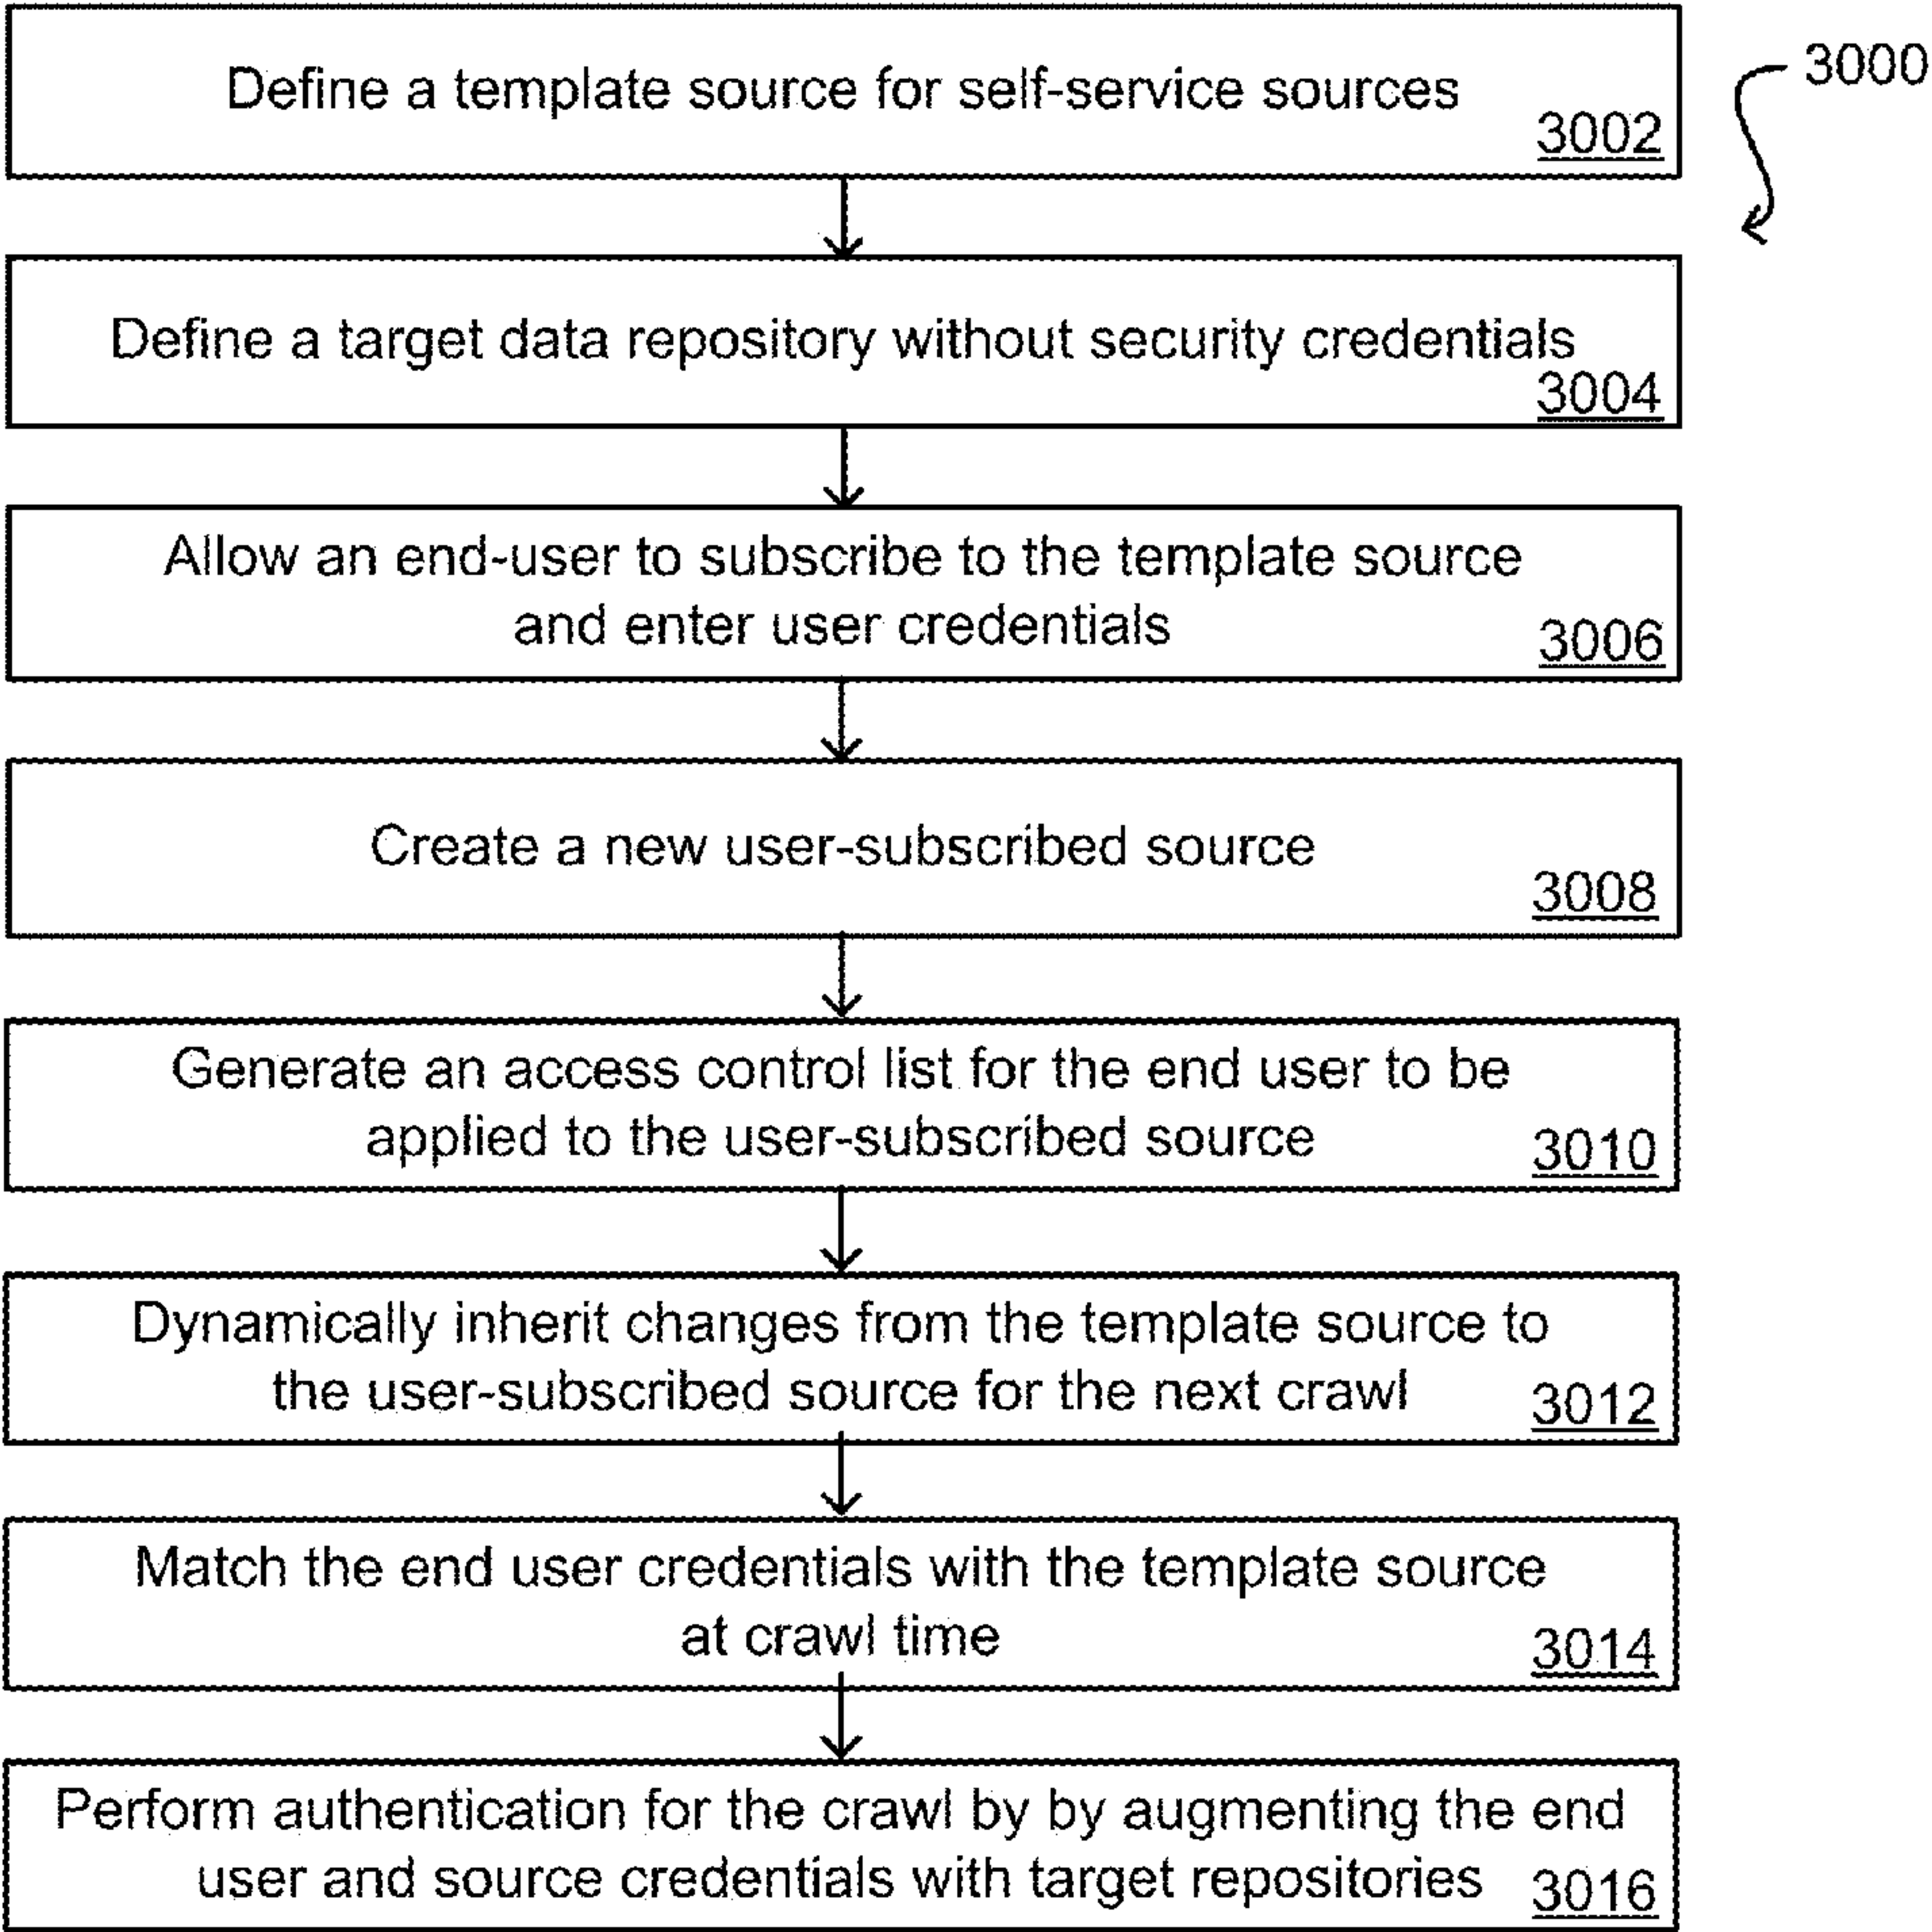 3000
Define a template source for self-service sources
3002
Define a target data repository without security credentials
3004
Allow an end-user to subscribe to the template source
and enter user credentials
3006
Create a new user-subscribed source
3008
Generate an access control list for the end user to be
applied to the user-subscribed source
3010
Dynamically inherit changes from the template source to
the user-subscribed source for the next crawl
3012
Match the end user credentials with the template source
at crawl time
3014
Perform authentication for the crawl by by augmenting the end
user and source credentials with target repositories
3016